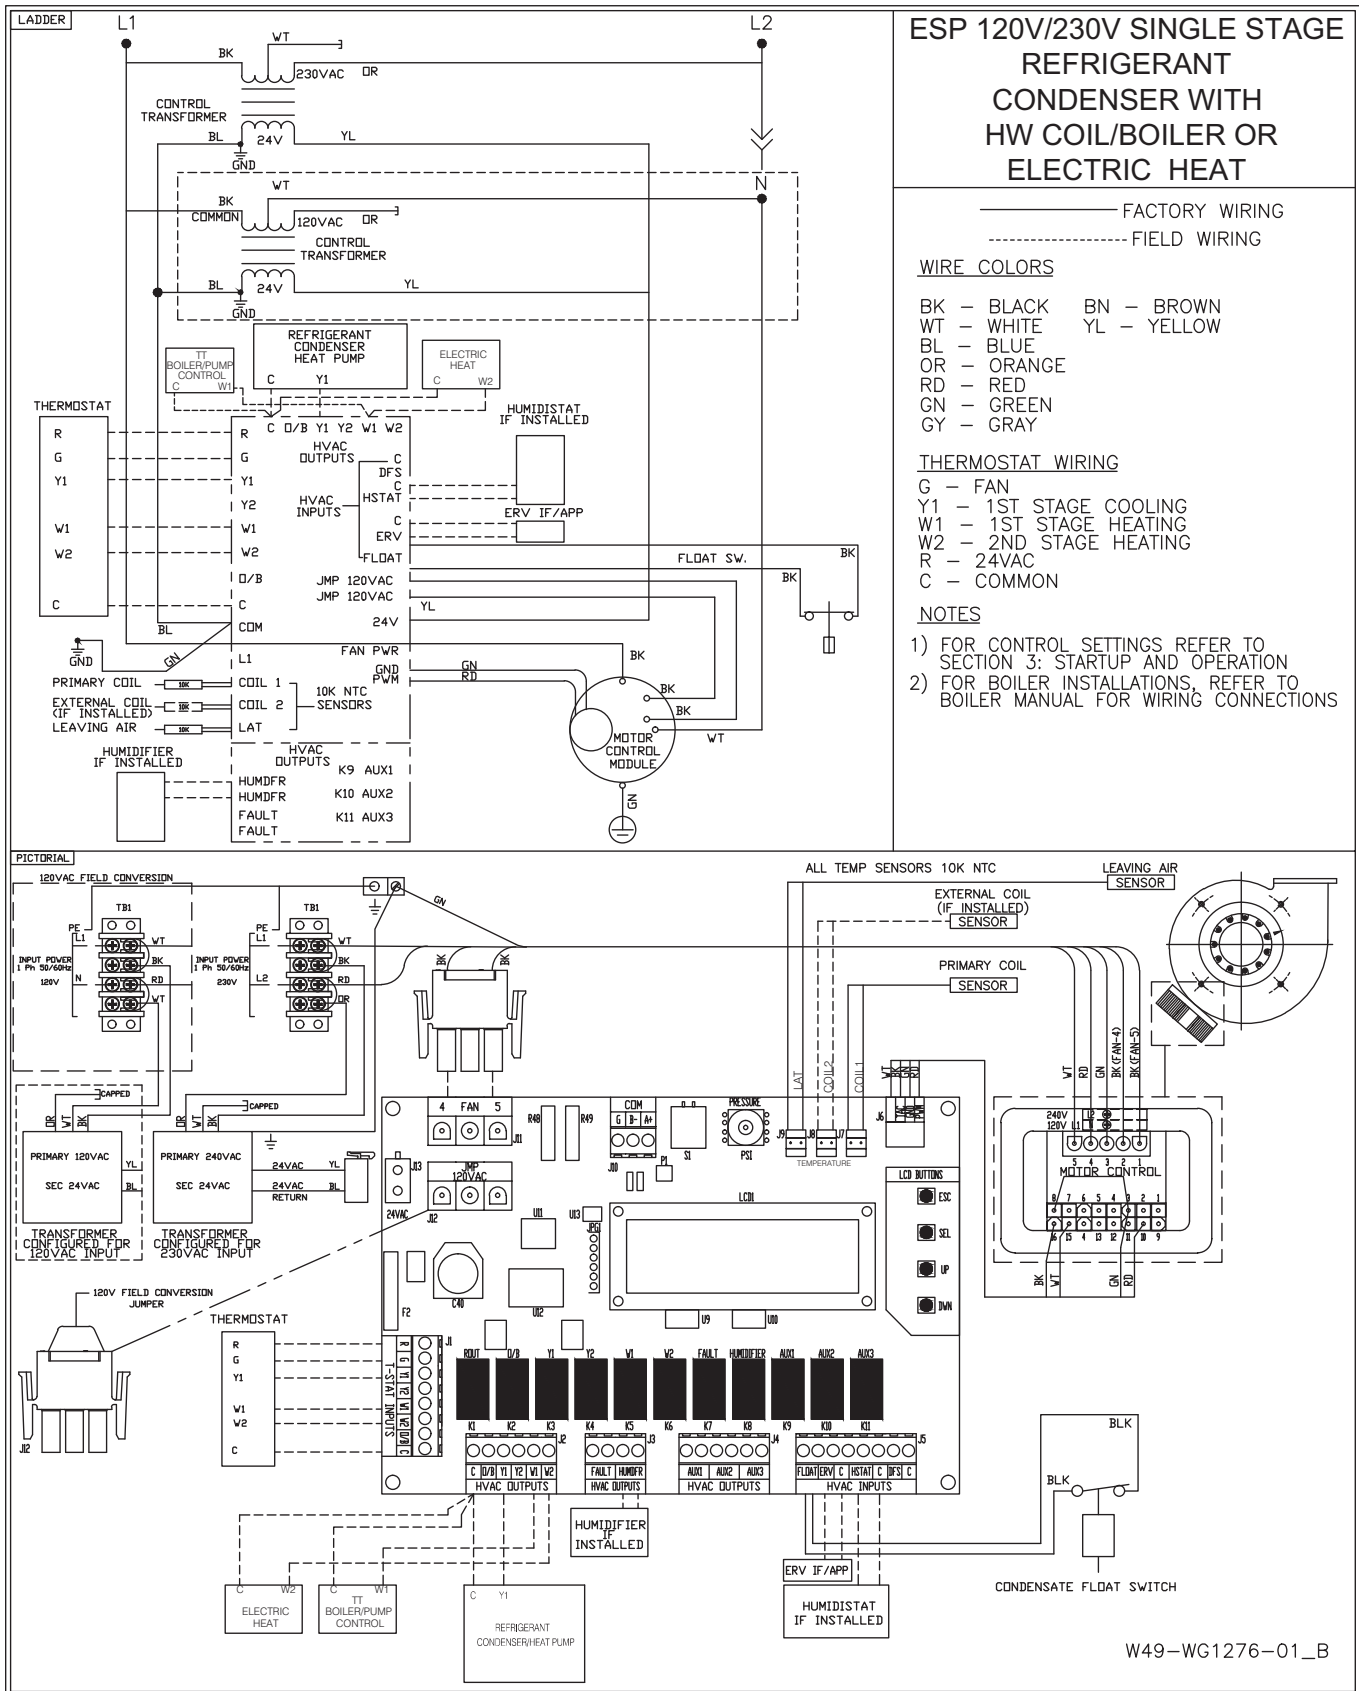 LADDER
L1
L2
WT
BK
230VAC OR
CONTROL
TRANSFORMER
BL
24V
YL
GND
WT
N
BK
COMMON
120VAC OR
CONTROL
TRANSFORMER
BL
24V
YL
GND
REFRIGERANT
CONDENSER
HEAT PUMP
C Y1
TT
BOILER/PUMP
CONTROL
C W1
ELECTRIC
HEAT
C W2
THERMOSTAT
R
G
Y1
W1
W2
C
C O/B Y1 Y2 W1 W2
HVAC
OUTPUTS
HVAC
INPUTS
R
G
Y1
Y2
W1
W2
O/B
C
COM
L1
COIL 1
COIL 2
LAT
10K NTC
SENSORS
C
DFS
C
HSTAT
C
ERV
FLOAT
JMP 120VAC
JMP 120VAC
24V
FAN PWR
GND
PWM
HUMIDISTAT
IF INSTALLED
ERV IF/APP
FLOAT SW.
BK
BK
YL
BL
GN
GND
GN
RD
BK
BK
BK
WT
MOTOR
CONTROL
MODULE
GN
PRIMARY COIL
10K
EXTERNAL COIL
(IF INSTALLED)
10K
LEAVING AIR
10K
HUMIDIFIER
IF INSTALLED
HVAC
OUTPUTS
HUMDFR
HUMDFR
FAULT
FAULT
K9 AUX1
K10 AUX2
K11 AUX3
ESP 120V/230V SINGLE STAGE
REFRIGERANT
CONDENSER WITH
HW COIL/BOILER OR
ELECTRIC HEAT
FACTORY WIRING
FIELD WIRING
WIRE COLORS
BK – BLACK BN – BROWN
WT – WHITE YL – YELLOW
BL – BLUE
OR – ORANGE
RD – RED
GN – GREEN
GY – GRAY
THERMOSTAT WIRING
G – FAN
Y1 – 1ST STAGE COOLING
W1 – 1ST STAGE HEATING
W2 – 2ND STAGE HEATING
R – 24VAC
C – COMMON
NOTES
1) FOR CONTROL SETTINGS REFER TO
SECTION 3: STARTUP AND OPERATION
2) FOR BOILER INSTALLATIONS, REFER TO
BOILER MANUAL FOR WIRING CONNECTIONS
PICTORIAL
120VAC FIELD CONVERSION
TB1
PE
L1
INPUT POWER
1 Ph 50/60Hz
120V
N
WT
BK
RD
WT
TB1
PE
L1
INPUT POWER
1 Ph 50/60Hz
230V
L2
WT
BK
RD
OR
GN
CAPPED
OR
WT
BK
PRIMARY 120VAC
SEC 24VAC
YL
BL
TRANSFORMER
CONFIGURED FOR
120VAC INPUT
CAPPED
OR
WT
BK
PRIMARY 240VAC
SEC 24VAC
24VAC YL
24VAC BL
RETURN
TRANSFORMER
CONFIGURED FOR
230VAC INPUT
120V FIELD CONVERSION
JUMPER
J12
BK
BK
ALL TEMP SENSORS 10K NTC
LEAVING AIR
SENSOR
EXTERNAL COIL
(IF INSTALLED)
SENSOR
PRIMARY COIL
SENSOR
LAT
COIL2
COIL1
J9
J8
J7
TEMPERATURE
WT
BK
GN
RD
J6
PWM
4 FAN 5
J11
R48
R49
J13
24VAC
JMP
120VAC
J12
COM
G B- A+
J10
P1
S1
PRESSURE
PSI
LCD1
U11
U13
JPG1
C40
U12
F2
U9
U10
LCD BUTTONS
ESC
SEL
UP
DWN
WT
RD
GN
BK(FAN-4)
BK(FAN-5)
240V L2
120V L1 N
5 4 3 2 1
MOTOR CONTROL
8 7 6 5 4 3 2 1
16 15 4 13 12 11 10 9
BK
WT
GN
RD
THERMOSTAT
R
G
Y1
W1
W2
C
J1
R G Y1 Y2 W1 W2 O/B C
T-STAT INPUTS
ROUT O/B Y1 Y2 W1 W2 FAULT HUMIDIFIER AUX1 AUX2 AUX3
K1 K2 K3 K4 K5 K6 K7 K8 K9 K10 K11
J2
J3
J4
J5
C O/B Y1 Y2 W1 W2
HVAC OUTPUTS
FAULT HUMDFR
HVAC OUTPUTS
AUX1 AUX2 AUX3
HVAC OUTPUTS
FLOAT ERV C HSTAT C DFS C
HVAC INPUTS
HUMIDIFIER
IF
INSTALLED
ERV IF/APP
HUMIDISTAT
IF INSTALLED
BLK
BLK
CONDENSATE FLOAT SWITCH
C W2
ELECTRIC
HEAT
C W1
TT
BOILER/PUMP
CONTROL
C Y1
REFRIGERANT
CONDENSER/HEAT PUMP
W49-WG1276-01_B